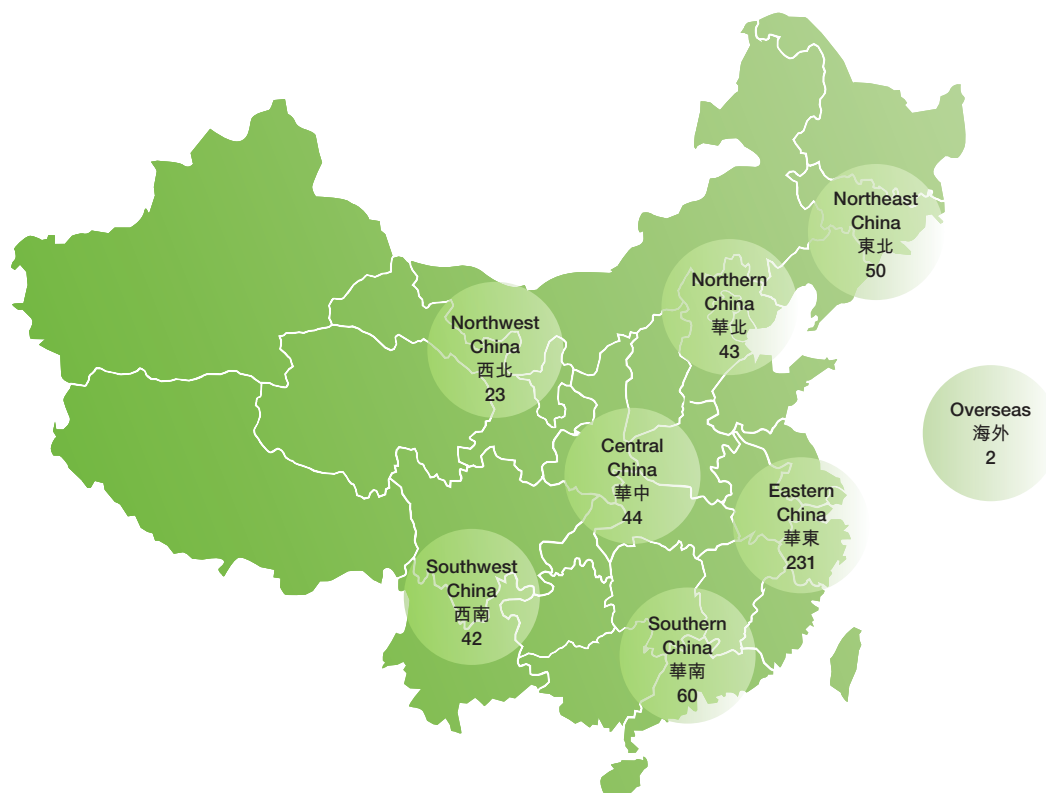 Northeast
China
東北
50
Northern
China
華北
43
Northwest
China
西北
23
Overseas
海外
2
Central
China
華中
44
Eastern
China
華東
231
Southwest
China
西南
42
Southern
China
華南
60